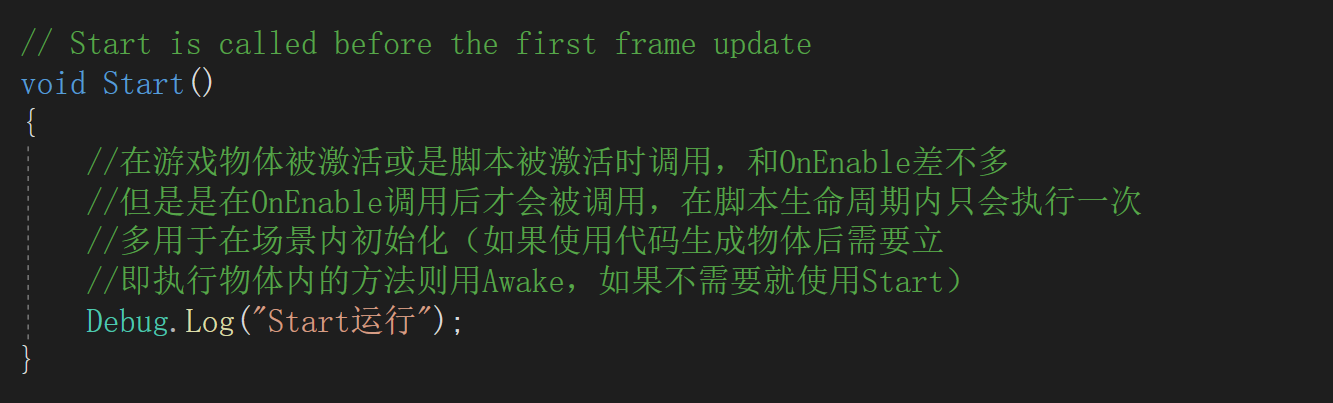 // Start is called before the first frame update
void Start()
{
//在游戏物体被激活或是脚本被激活时调用，和OnEnable差不多
//但是是在OnEnable调用后才会被调用，在脚本生命周期内只会执行一次
//多用于在场景内初始化（如果使用代码生成物体后需要立
//即执行物体内的方法则用Awake，如果不需要就使用Start）
Debug.Log("Start运行");
}